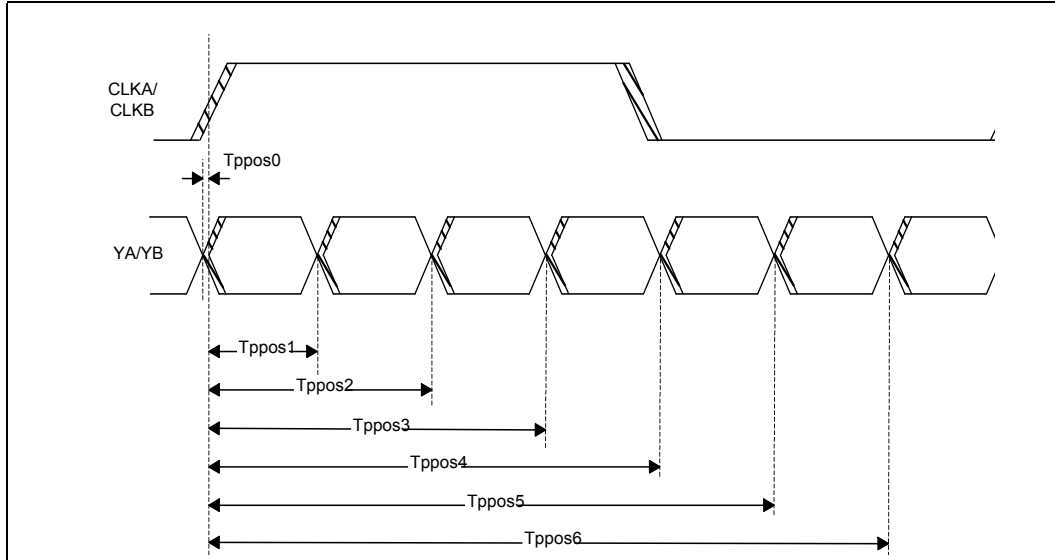 CLKA/
CLKB
Tppos0
YA/YB
Tppos1
Tppos2
Tppos3
Tppos4
Tppos5
Tppos6